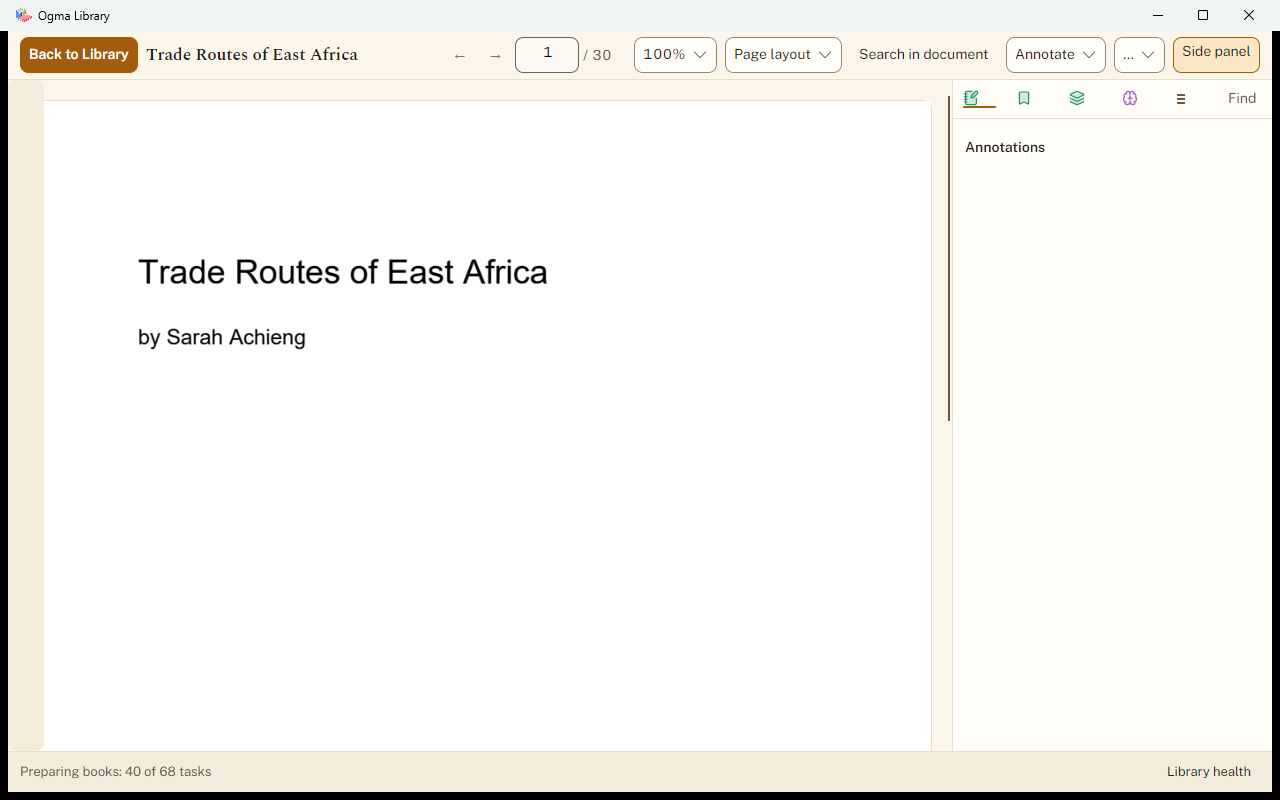 Ogma Library
Back to Library Trade Routes of East Africa ← → 1 / 30 100% Page layout Search in document Annotate ... Side panel
Find
Annotations
Trade Routes of East Africa
by Sarah Achieng
Preparing books: 40 of 68 tasks Library health